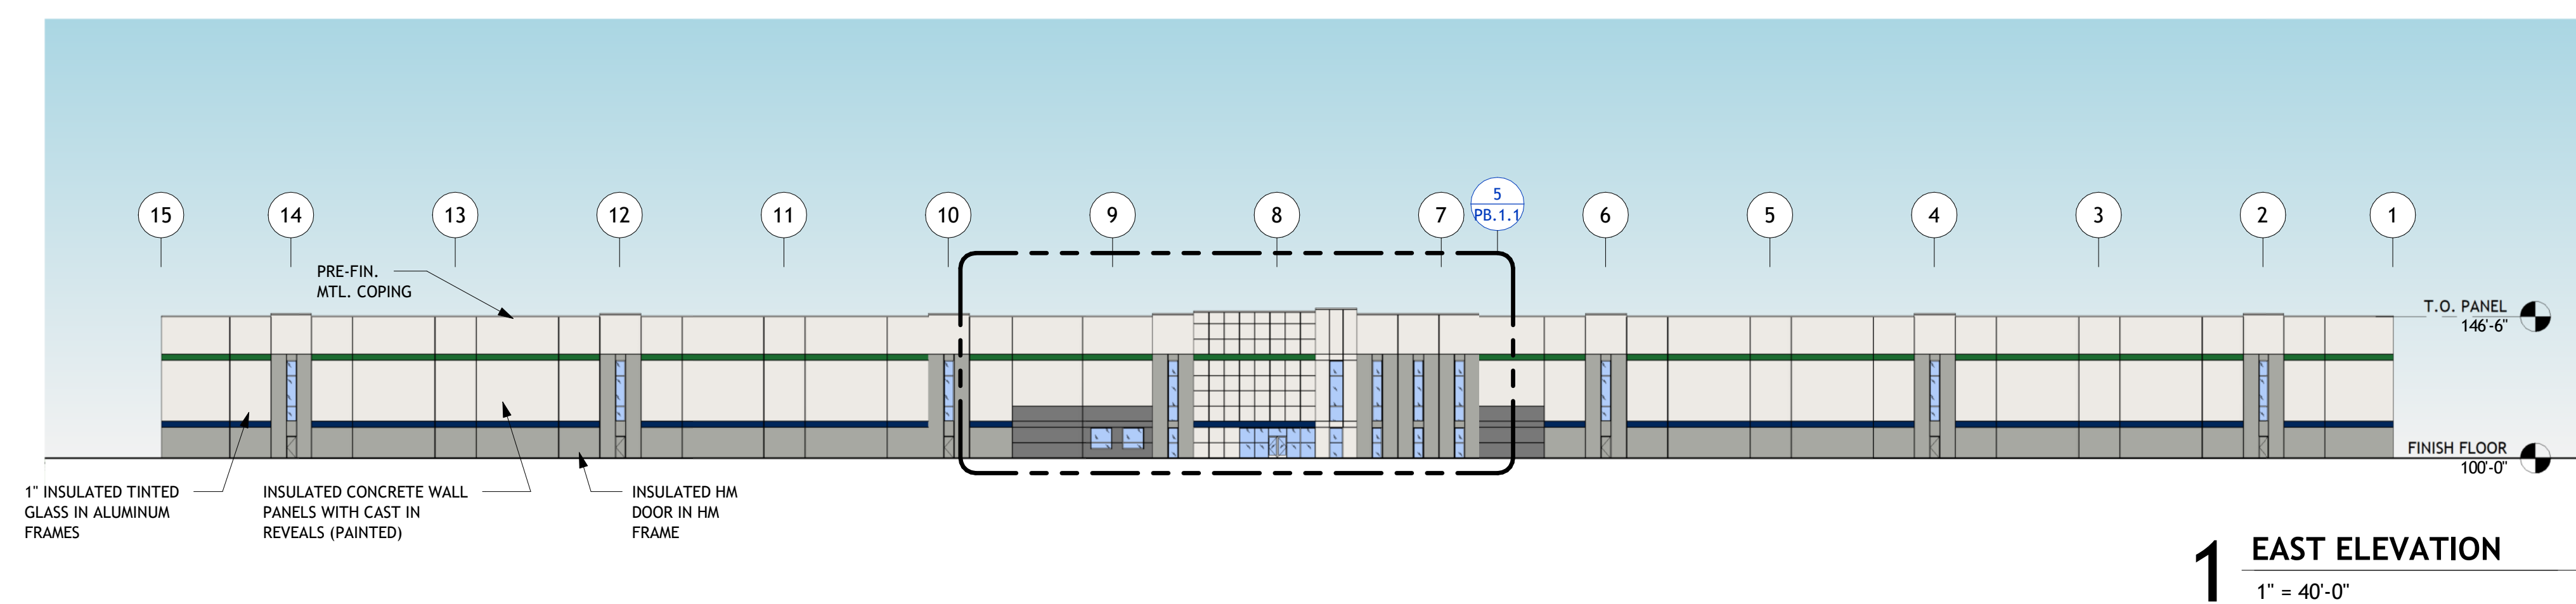 15 14 13 12 11 10 9 8 7 5 6 5 4 3 2 1
PB.1.1
PRE-FIN.
MTL. COPING
T.O. PANEL
146'-6"
FINISH FLOOR
100'-0"
1" INSULATED TINTED
GLASS IN ALUMINUM
FRAMES
INSULATED CONCRETE WALL
PANELS WITH CAST IN
REVEALS (PAINTED)
INSULATED HM
DOOR IN HM
FRAME
1 EAST ELEVATION
1" = 40'-0"